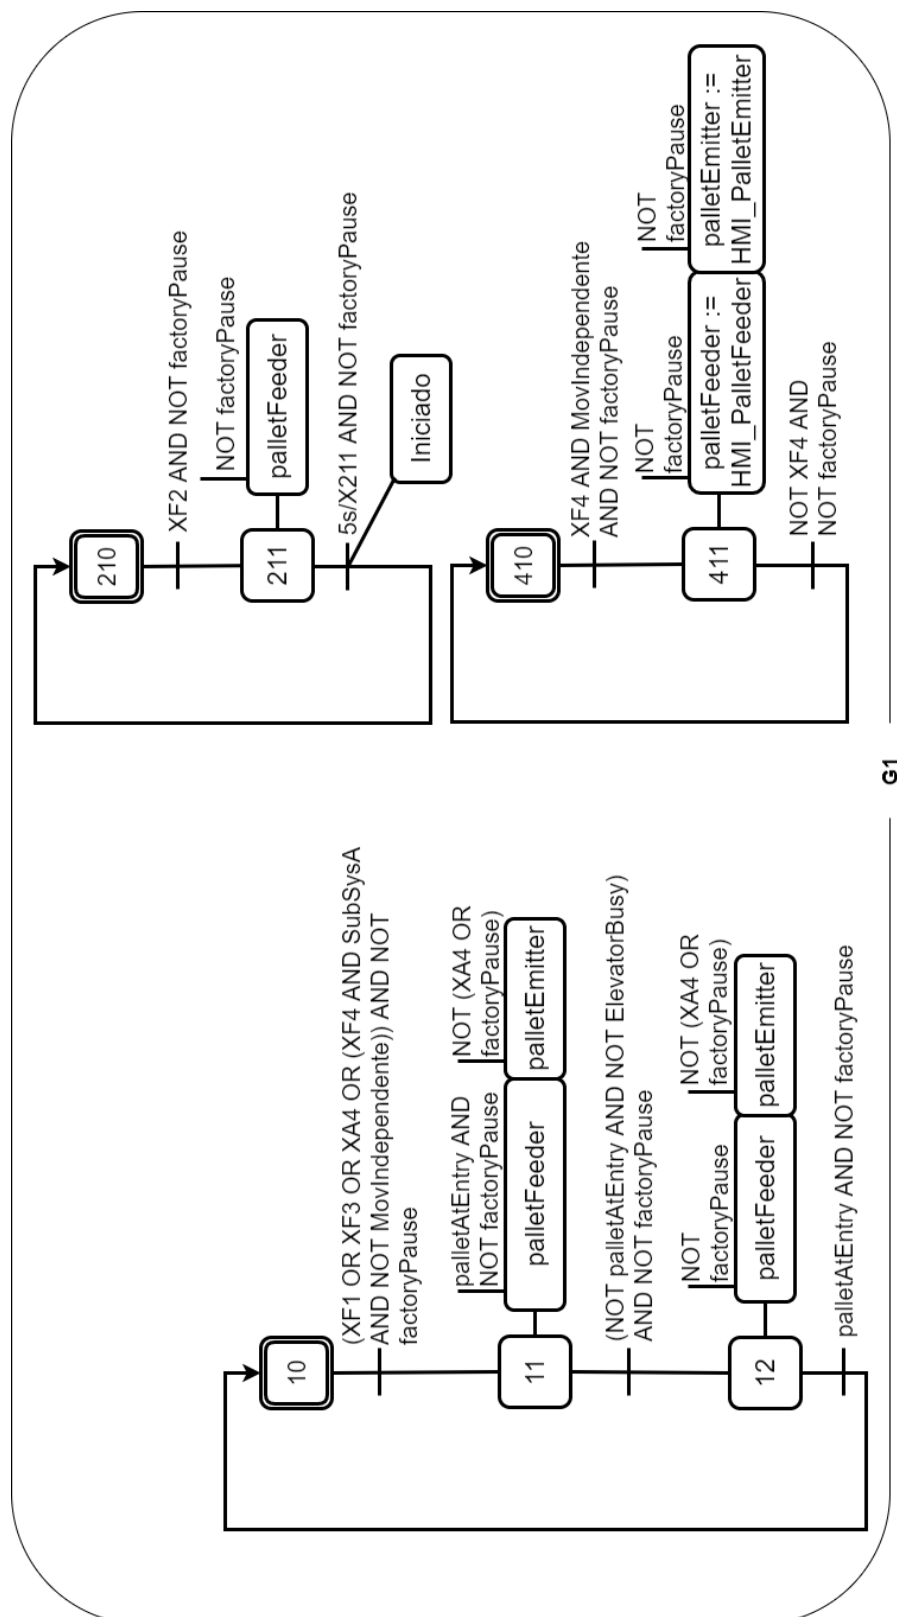 10
(XF1 OR XF3 OR XA4 OR (XF4 AND SubSysA
AND NOT MovIndependente)) AND NOT
factoryPause
11
palletAtEntry AND
NOT factoryPause
palletFeeder
NOT (XA4 OR
factoryPause)
palletEmitter
(NOT palletAtEntry AND NOT ElevatorBusy)
AND NOT factoryPause
12
NOT
factoryPause
palletFeeder
NOT (XA4 OR
factoryPause)
palletEmitter
palletAtEntry AND NOT factoryPause
210
XF2 AND NOT factoryPause
211
NOT factoryPause
palletFeeder
5s/X211 AND NOT factoryPause
Iniciado
410
XF4 AND MovIndependente
AND NOT factoryPause
411
NOT
factoryPause
palletFeeder :=
HMI_PalletFeeder
NOT
factoryPause
palletEmitter :=
HMI_PalletEmitter
NOT XF4 AND
NOT factoryPause
G1